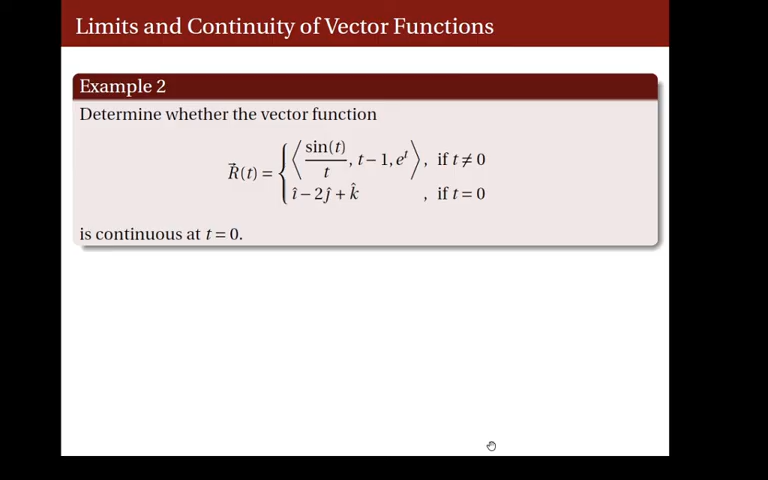 Limits and Continuity of Vector Functions
Example 2
Determine whether the vector function
R⃗(t) = { ⟨ sin(t)/t, t − 1, eᵗ ⟩, if t ≠ 0
î − 2ĵ + k̂ , if t = 0
is continuous at t = 0.